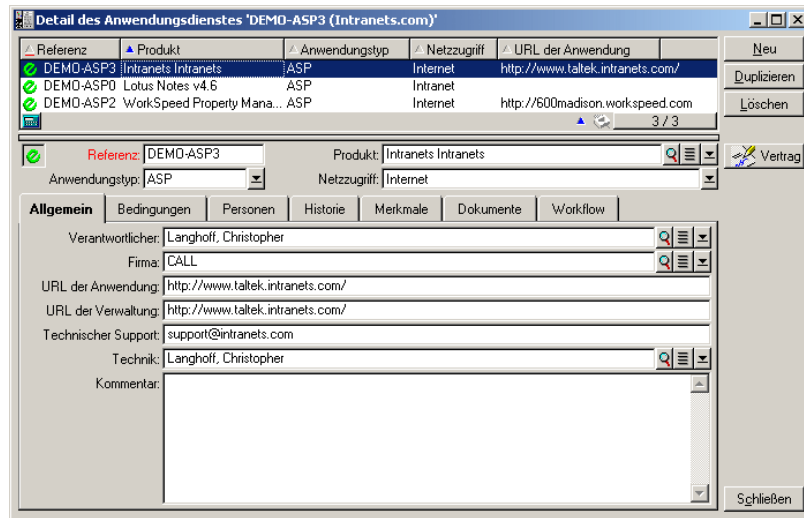 Detail des Anwendungsdienstes 'DEMO-ASP3 (Intranets.com)'
Referenz Produkt Anwendungstyp Netzzugriff URL der Anwendung Neu
DEMO-ASP3 Intranets Intranets ASP Internet http://www.taltek.intranets.com/
DEMO-ASP0 Lotus Notes v4.6 ASP Intranet Duplizieren
DEMO-ASP2 WorkSpeed Property Mana... ASP Internet http://600madison.workspeed.com Löschen
3 / 3
Referenz: DEMO-ASP3 Produkt: Intranets Intranets Vertrag
Anwendungstyp: ASP Netzzugriff: Internet
Allgemein Bedingungen Personen Historie Merkmale Dokumente Workflow
Verantwortlicher: Langhoff, Christopher
Firma: CALL
URL der Anwendung: http://www.taltek.intranets.com/
URL der Verwaltung: http://www.taltek.intranets.com/
Technischer Support: support@intranets.com
Technik: Langhoff, Christopher
Kommentar:
Schließen